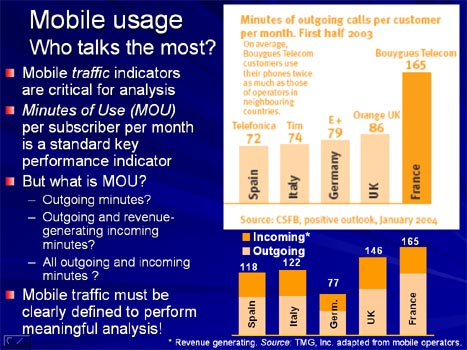 Mobile usage
Who talks the most?
Mobile traffic indicators
are critical for analysis
Minutes of Use (MOU)
per subscriber per month
is a standard key
performance indicator
But what is MOU?
– Outgoing minutes?
– Outgoing and revenue-
generating incoming
minutes?
– All outgoing and incoming
minutes ?
Mobile traffic must be
clearly defined to perform
meaningful analysis!
Minutes of outgoing calls per customer
per month. First half 2003
On average,
Bouygues Telecom
customers use
their phones twice
as much as those
of operators in
neighbouring
countries.
Bouygues Telecom
165
Telefonica
72
Tim
74
E+
79
Orange UK
86
Spain
Italy
Germany
UK
France
Source: CSFB, positive outlook, January 2004
Incoming*
Outgoing
118
122
77
146
165
Spain
Italy
Germ.
UK
France
* Revenue generating. Source: TMG, Inc. adapted from mobile operators.